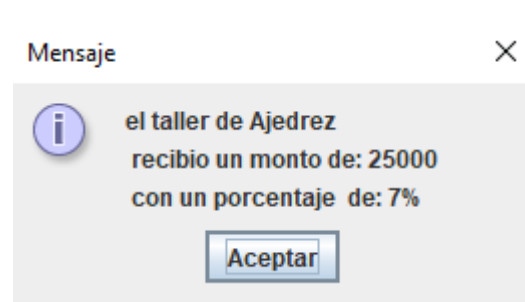 Mensaje
el taller de Ajedrez
recibio un monto de: 25000
con un porcentaje de: 7%
Aceptar